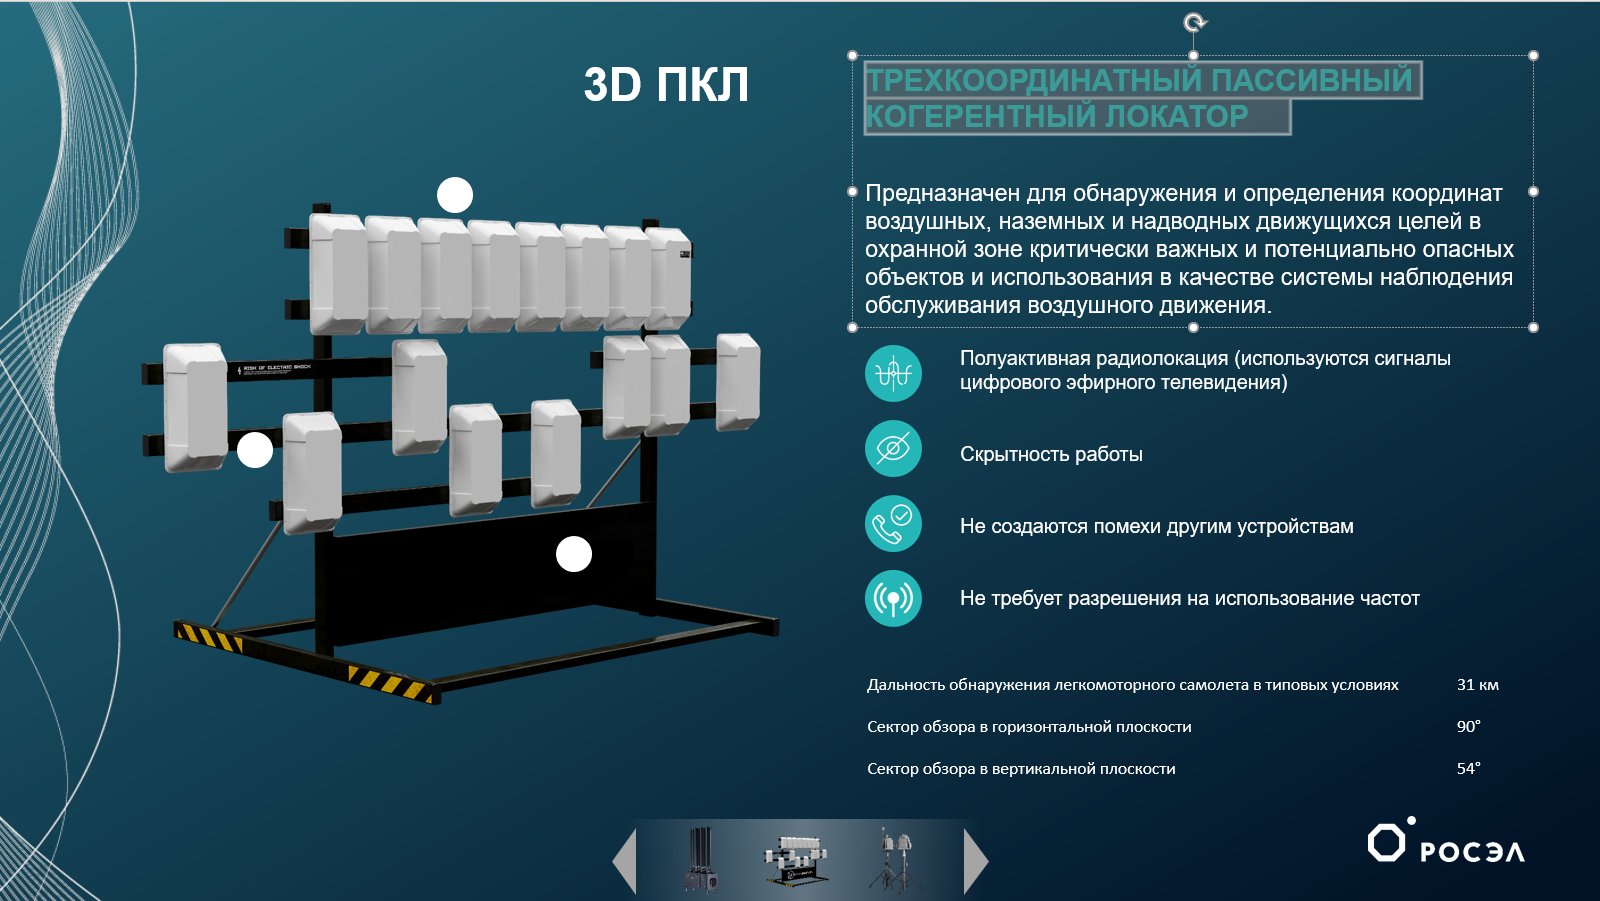 3D ПКЛ
ТРЕХКООРДИНАТНЫЙ ПАССИВНЫЙ
КОГЕРЕНТНЫЙ ЛОКАТОР
Предназначен для обнаружения и определения координат
воздушных, наземных и надводных движущихся целей в
охранной зоне критически важных и потенциально опасных
объектов и использования в качестве системы наблюдения
обслуживания воздушного движения.
RISK OF ELECTRIC SHOCK
Полуактивная радиолокация (используются сигналы
цифрового эфирного телевидения)
Скрытность работы
Не создаются помехи другим устройствам
Не требует разрешения на использование частот
Дальность обнаружения легкомоторного самолета в типовых условиях 31 км
Сектор обзора в горизонтальной плоскости 90°
Сектор обзора в вертикальной плоскости 54°
РОСЭЛ